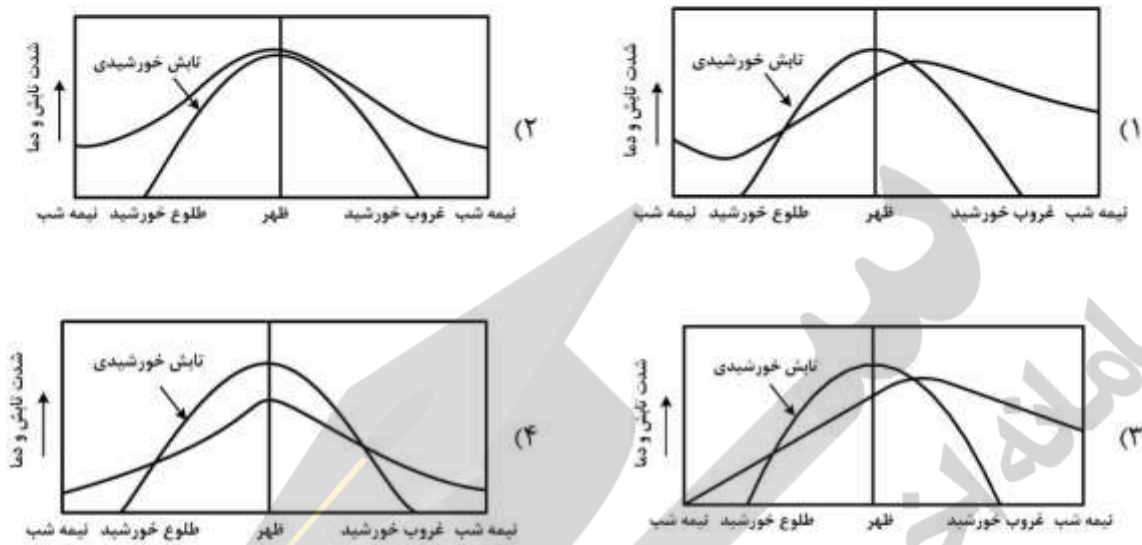 ۱)
شدت تابش و دما
تابش خورشیدی
نیمه شب طلوع خورشید ظهر غروب خورشید نیمه شب
۲)
شدت تابش و دما
تابش خورشیدی
نیمه شب طلوع خورشید ظهر غروب خورشید نیمه شب
۳)
شدت تابش و دما
تابش خورشیدی
نیمه شب طلوع خورشید ظهر غروب خورشید نیمه شب
۴)
شدت تابش و دما
تابش خورشیدی
نیمه شب طلوع خورشید ظهر غروب خورشید نیمه شب